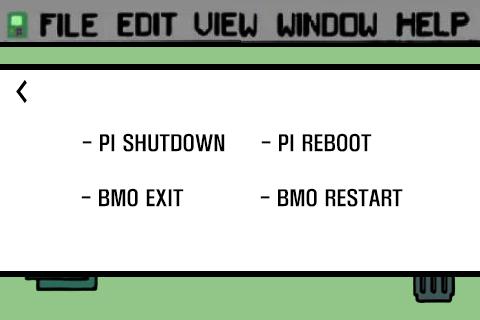 FILE EDIT VIEW WINDOW HELP
<
- PI SHUTDOWN - PI REBOOT
- BMO EXIT - BMO RESTART